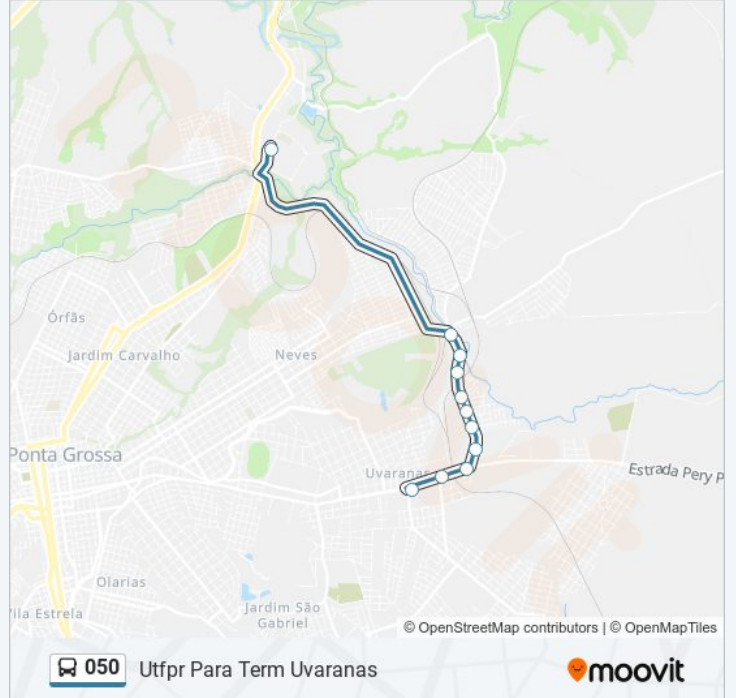 Órfãs
Jardim Carvalho
Neves
Ponta Grossa
Uvaranas
Estrada Pery P
Olarias
Jardim São
Gabriel
Vila Estrela
© OpenStreetMap contributors | © OpenMapTiles
050 Utfpr Para Term Uvaranas
moovit